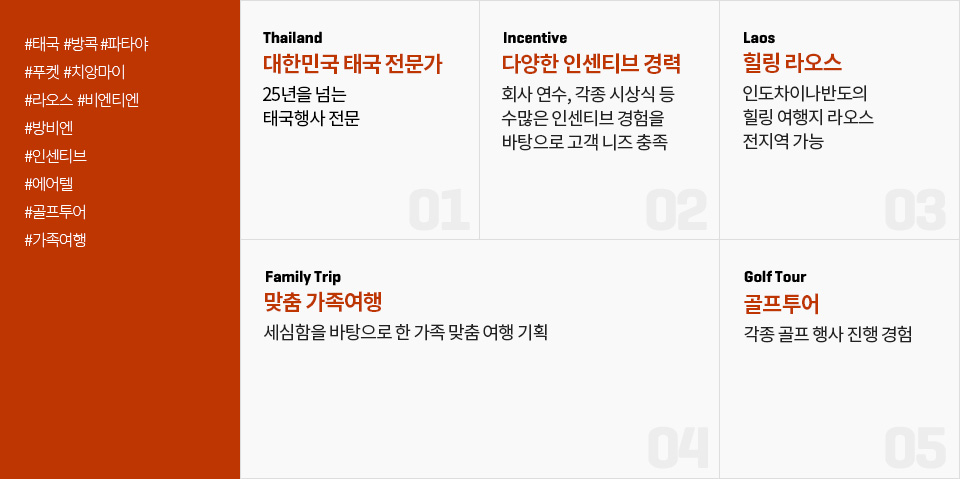 #태국 #방콕 #파타야
#푸켓 #치앙마이
#라오스 #비엔티엔
#방비엔
#인센티브
#에어텔
#골프투어
#가족여행
Thailand
대한민국 태국 전문가
25년을 넘는
태국행사 전문
01
Incentive
다양한 인센티브 경력
회사 연수, 각종 시상식 등
수많은 인센티브 경험을
바탕으로 고객 니즈 충족
02
Laos
힐링 라오스
인도차이나반도의
힐링 여행지 라오스
전지역 가능
03
Family Trip
맞춤 가족여행
세심함을 바탕으로 한 가족 맞춤 여행 기획
04
Golf Tour
골프투어
각종 골프 행사 진행 경험
05